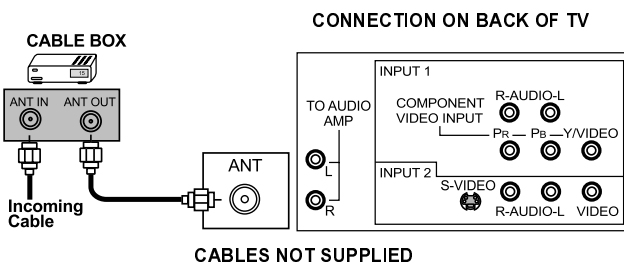 CONNECTION ON BACK OF TV
CABLE BOX
15
ANT IN ANT OUT
Incoming
Cable
ANT
TO AUDIO
AMP
L
R
INPUT 1
R-AUDIO-L
COMPONENT
VIDEO INPUT
PR PB Y/VIDEO
INPUT 2
S-VIDEO
R-AUDIO-L VIDEO
CABLES NOT SUPPLIED